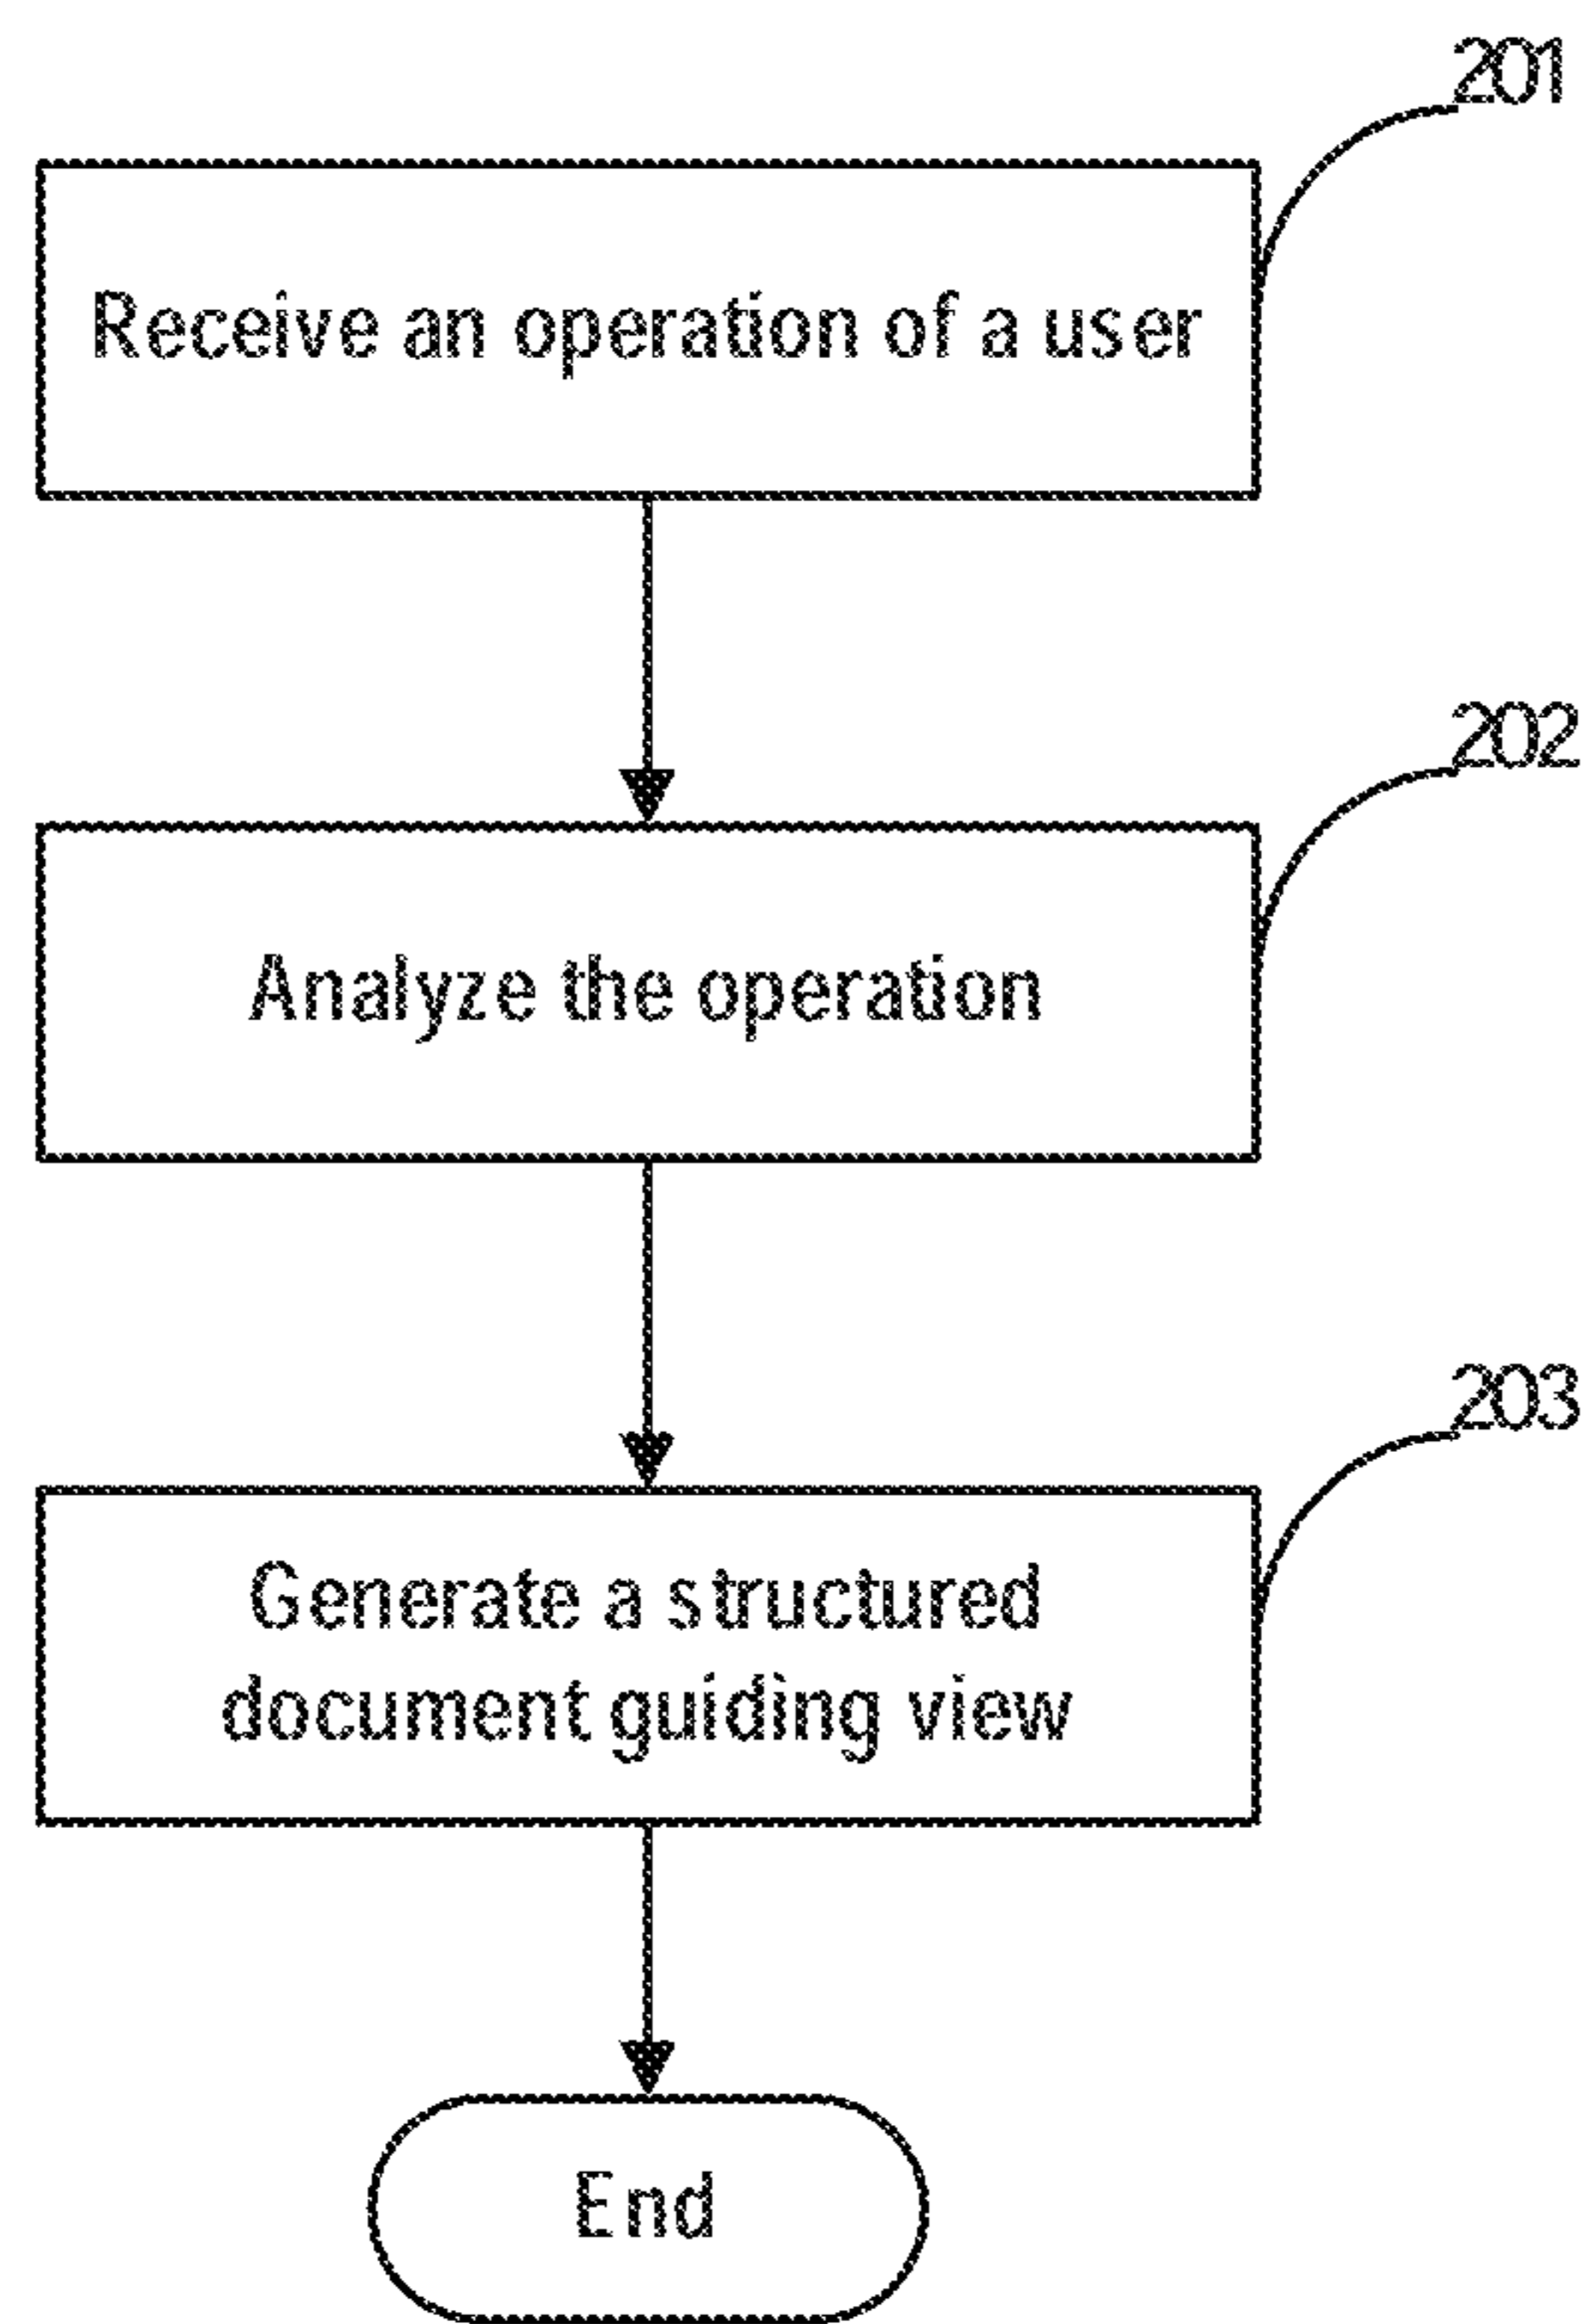 201
Receive an operation of a user
202
Analyze the operation
203
Generate a structured
document guiding view
End